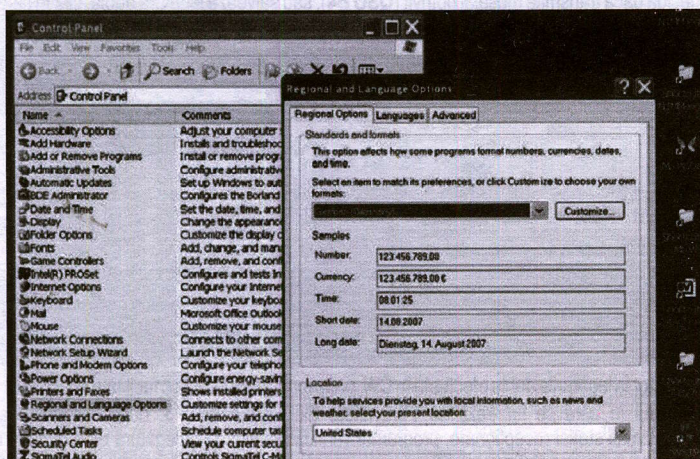 Control Panel
File Edit View Favorites Tools Help
Back Search Folders
Address Control Panel
Name Comments
Accessibility Options Adjust your computer
Add Hardware Installs and troubleshoo
Add or Remove Programs Install or remove progr
Administrative Tools Configure administrativ
Automatic Updates Set up Windows to aut
BDE Administrator Configures the Borland
Date and Time Set the date, time, and
Display Change the appearanc
Folder Options Customize the display o
Fonts Add, change, and mana
Game Controllers Add, remove, and conf
Intel(R) PROSet Configures and tests In
Internet Options Configure your Interne
Keyboard Customize your keybo
Mail Microsoft Office Outloo
Mouse Customize your mouse
Network Connections Connects to other com
Network Setup Wizard Launch the Network Se
Phone and Modem Options Configure your telepho
Power Options Configure energy-savin
Printers and Faxes Shows installed printers
Regional and Language Options Customize settings for
Scanners and Cameras Add, remove, and conf
Scheduled Tasks Schedule computer tas
Security Center View your current secu
SigmaTel Audio Controls SigmaTel C-Ma
Regional and Language Options
Regional Options Languages Advanced
Standards and formats
This option affects how some programs format numbers, currencies, dates,
and time.
Select an item to match its preferences, or click Customize to choose your own
formats:
Customize...
Samples
Number: 123.456.789,00
Currency: 123.456.789,00 €
Time: 08:01:25
Short date: 14.08.2007
Long date: Dienstag, 14. August 2007
Location
To help services provide you with local information, such as news and
weather, select your present location:
United States